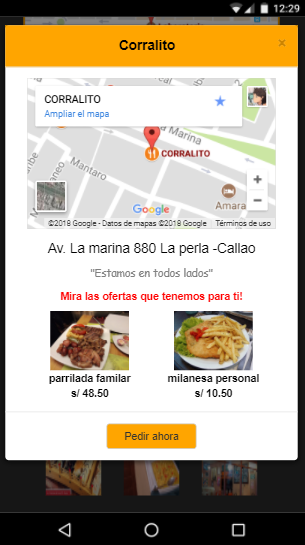 12:29
Corralito
×
CORRALITO
Ampliar el mapa
La Marina
CORRALITO
Mantaro
Amara
+
−
Google
©2018 Google - Datos de mapas ©2018 Google
Términos de uso
Av. La marina 880 La perla -Callao
"Estamos en todos lados"
Mira las ofertas que tenemos para ti!
parrilada familar
s/ 48.50
milanesa personal
s/ 10.50
Pedir ahora